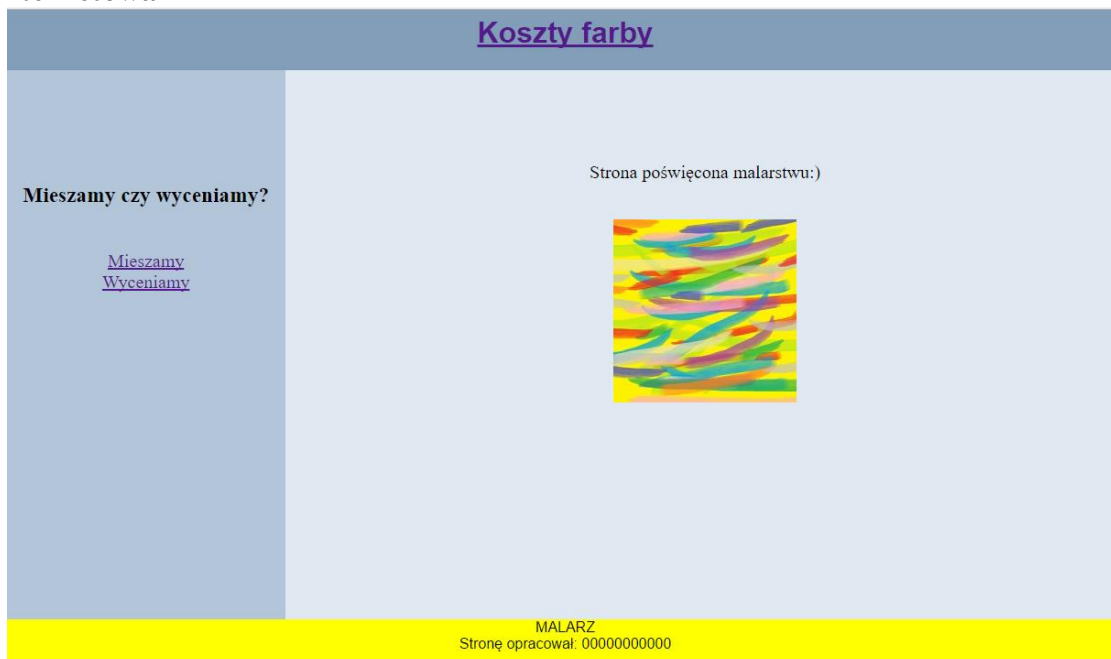 Koszty farby
Mieszamy czy wyceniamy?
Mieszamy
Wyceniamy
Strona poświęcona malarstwu:)
MALARZ
Stronę opracował: 00000000000